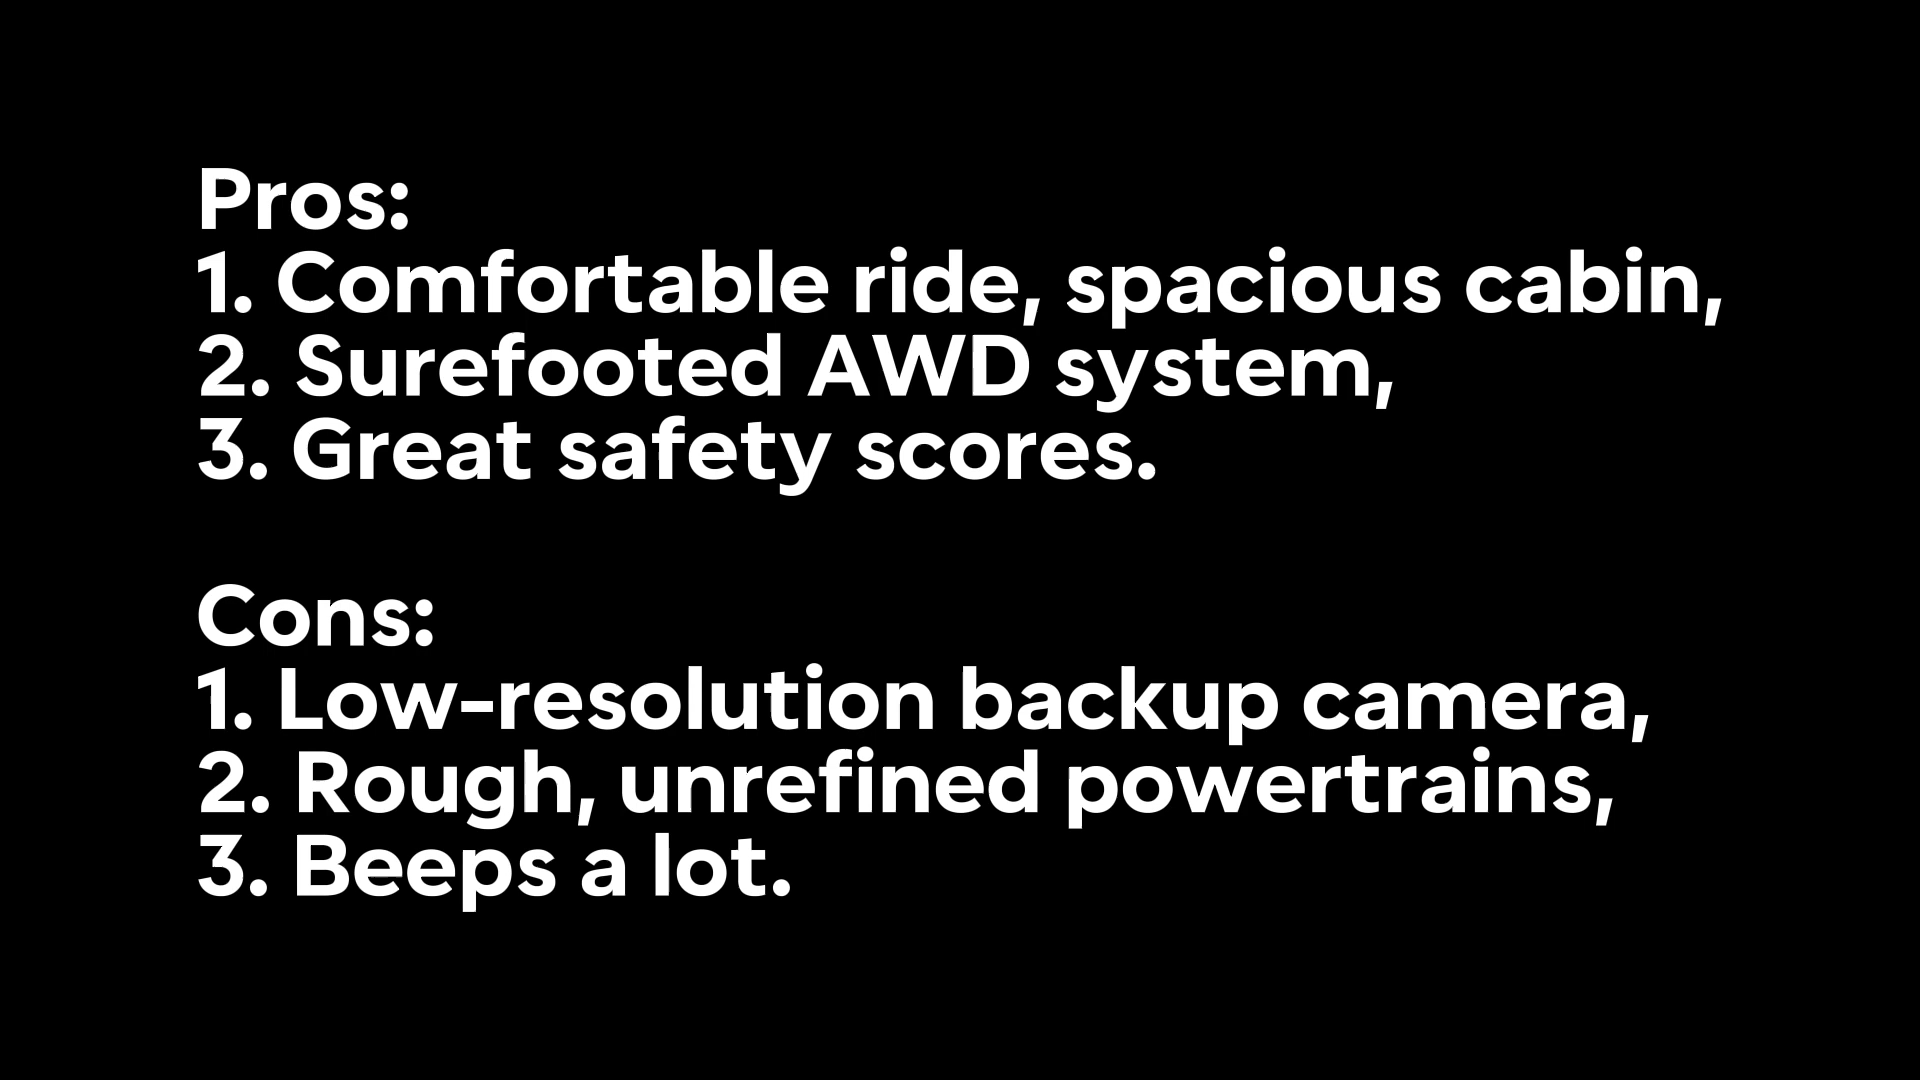 Pros:
1. Comfortable ride, spacious cabin,
2. Surefooted AWD system,
3. Great safety scores.
Cons:
1. Low-resolution backup camera,
2. Rough, unrefined powertrains,
3. Beeps a lot.